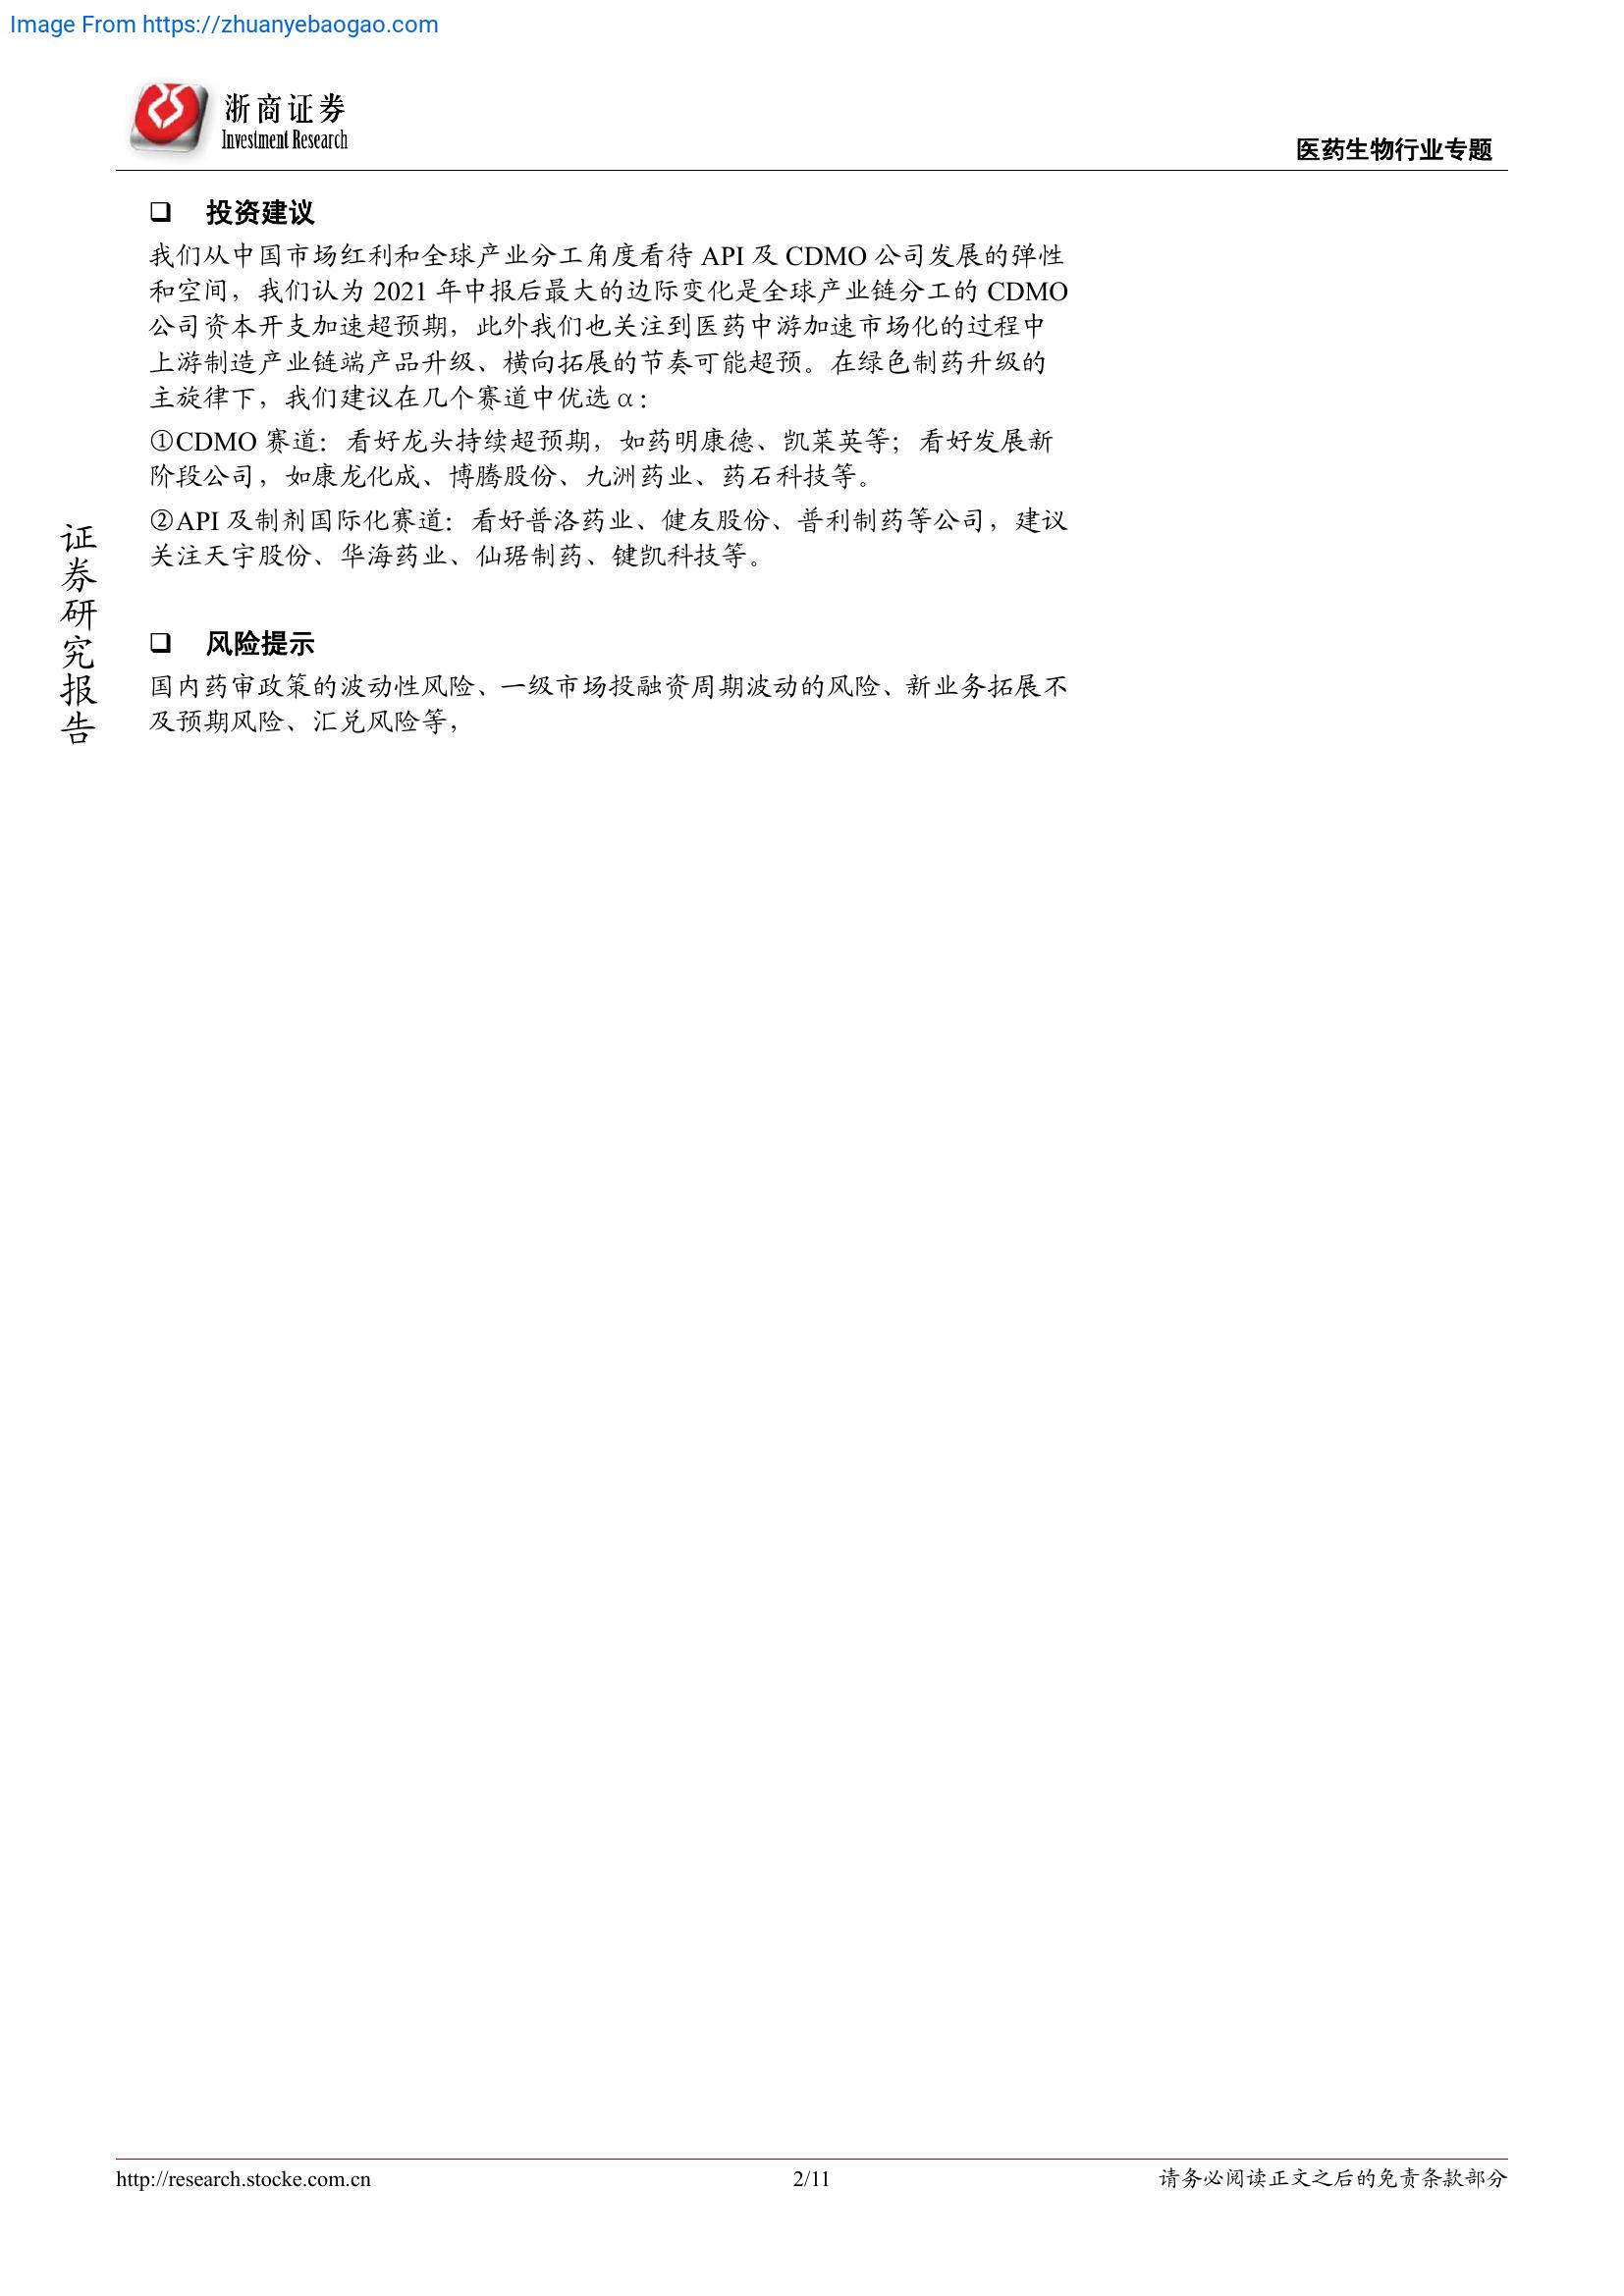 Image From https://zhuanyebaogao.com
浙商证券
Investment Research
医药生物行业专题
❑ 投资建议
我们从中国市场红利和全球产业分工角度看待 API 及 CDMO 公司发展的弹性
和空间，我们认为 2021 年中报后最大的边际变化是全球产业链分工的 CDMO
公司资本开支加速超预期，此外我们也关注到医药中游加速市场化的过程中
上游制造产业链端产品升级、横向拓展的节奏可能超预。在绿色制药升级的
主旋律下，我们建议在几个赛道中优选 α：
①CDMO 赛道：看好龙头持续超预期，如药明康德、凯莱英等；看好发展新
阶段公司，如康龙化成、博腾股份、九洲药业、药石科技等。
②API 及制剂国际化赛道：看好普洛药业、健友股份、普利制药等公司，建议
关注天宇股份、华海药业、仙琚制药、键凯科技等。
证券研究报告
❑ 风险提示
国内药审政策的波动性风险、一级市场投融资周期波动的风险、新业务拓展不
及预期风险、汇兑风险等，
http://research.stocke.com.cn
2/11
请务必阅读正文之后的免责条款部分